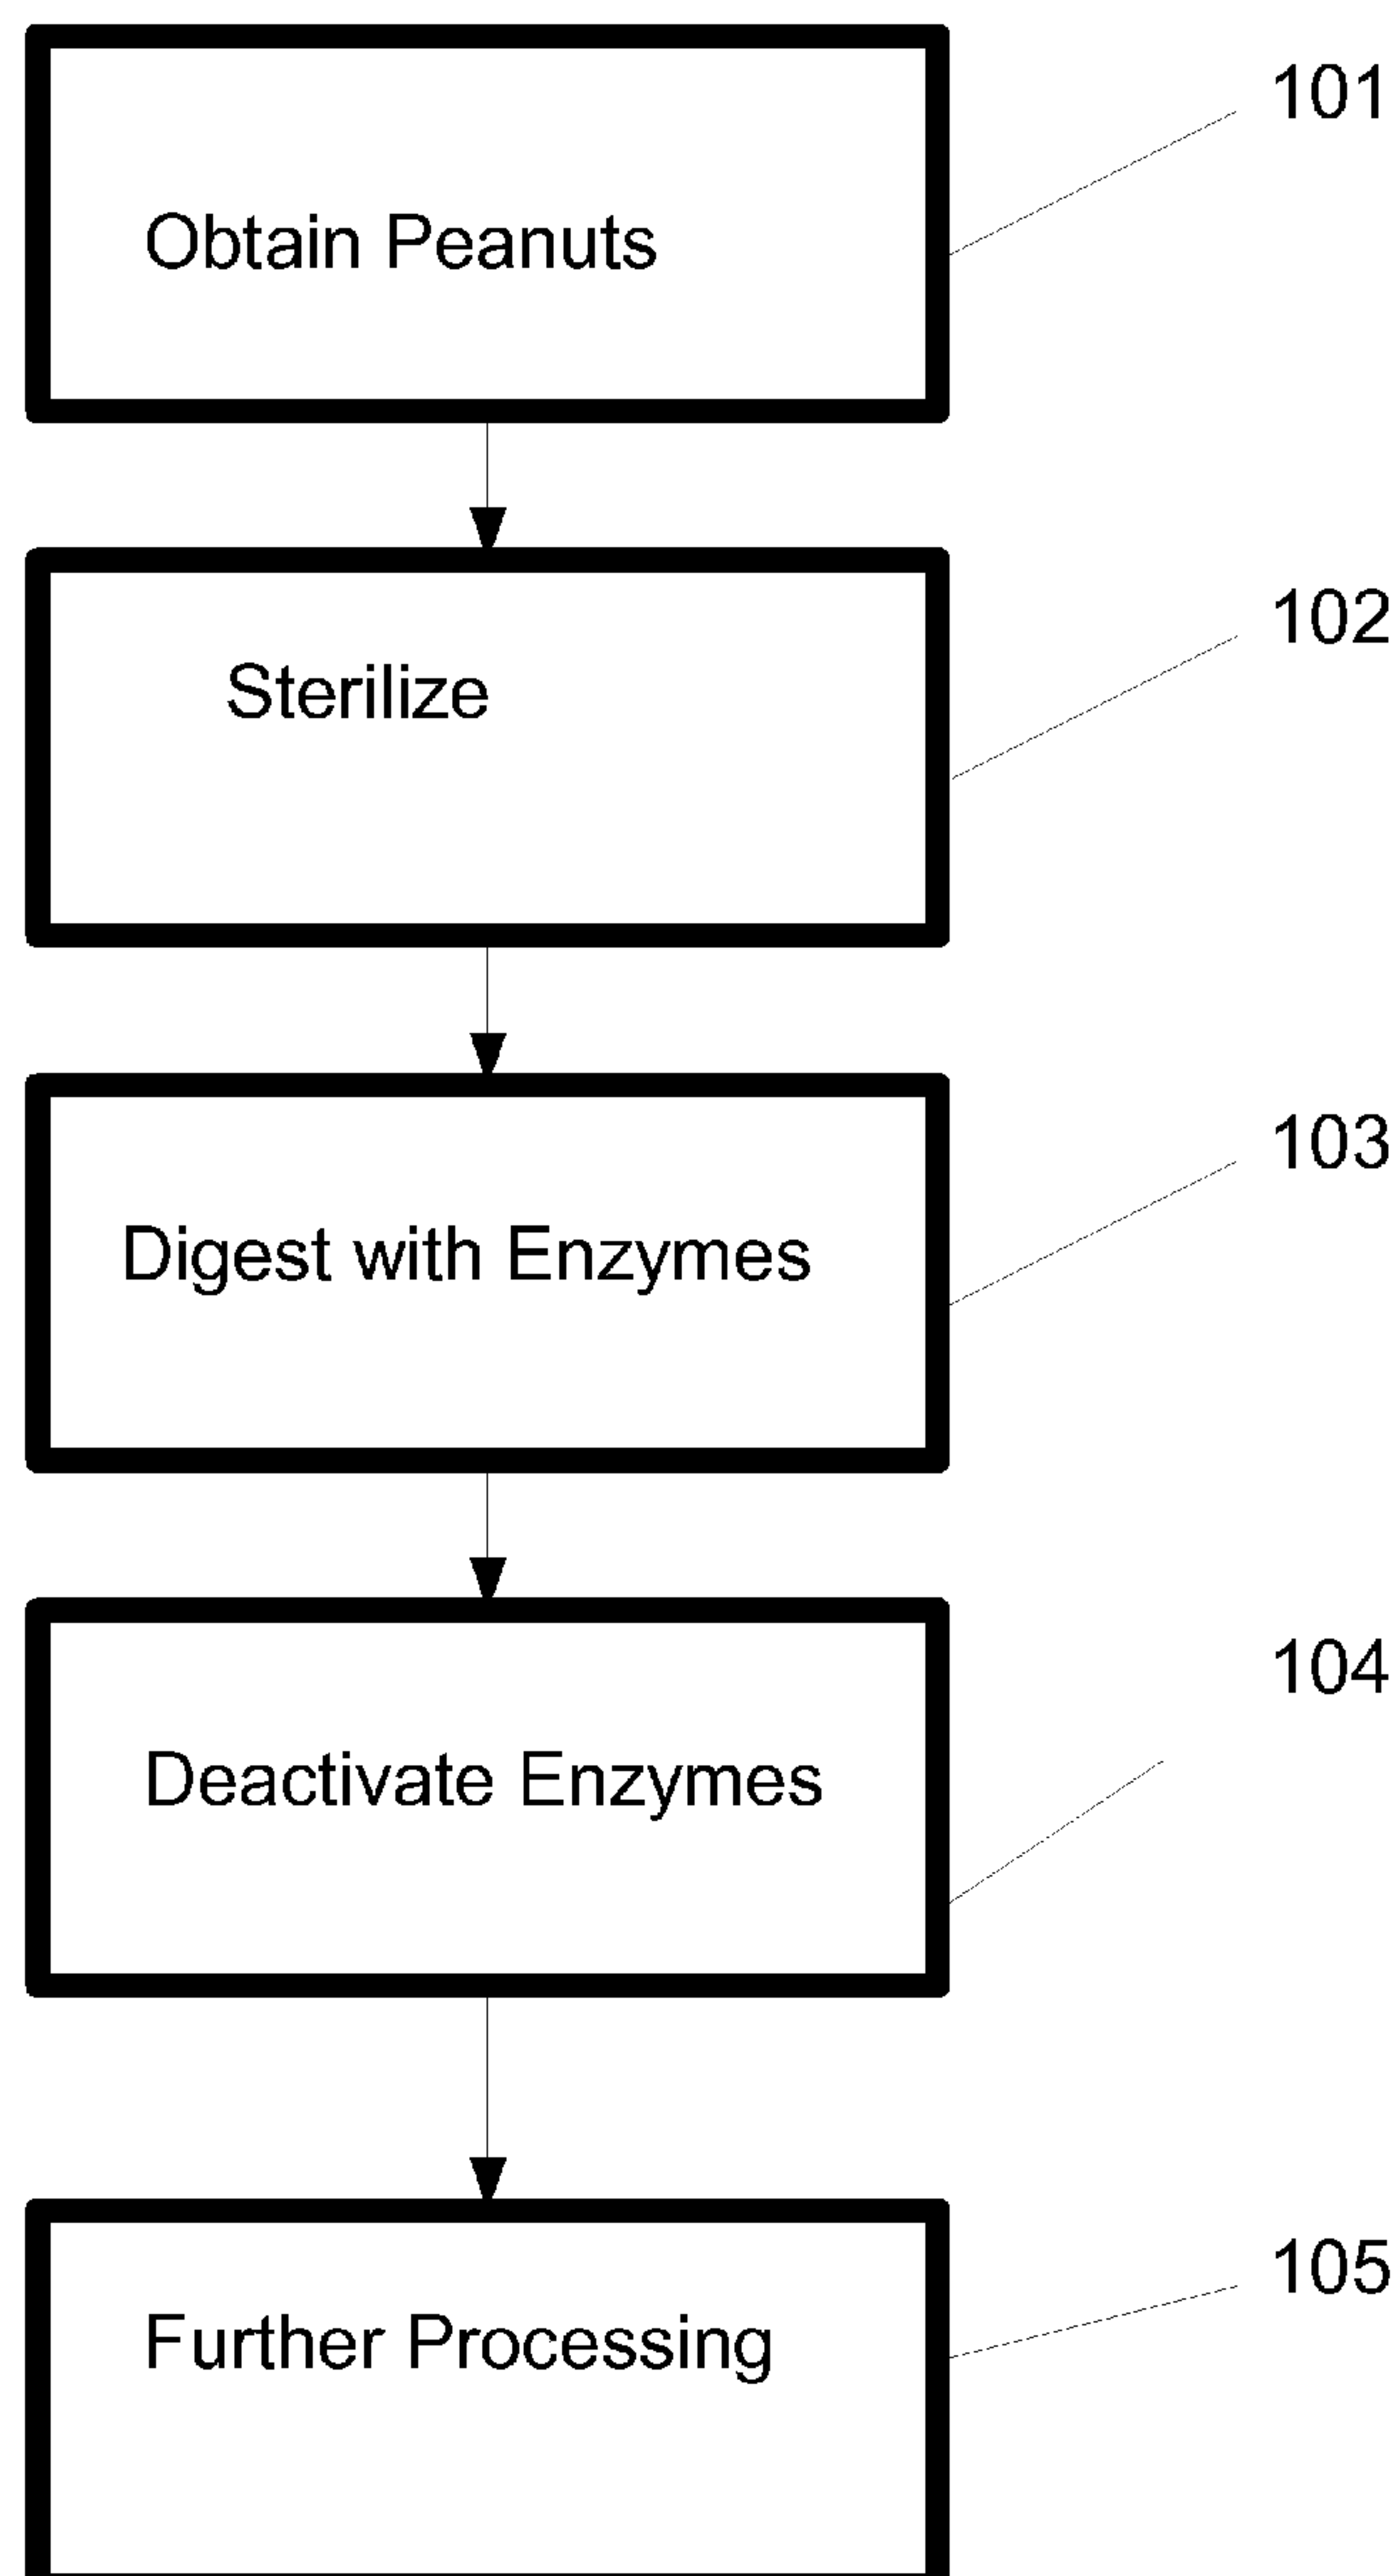 101
Obtain Peanuts
102
Sterilize
103
Digest with Enzymes
104
Deactivate Enzymes
105
Further Processing